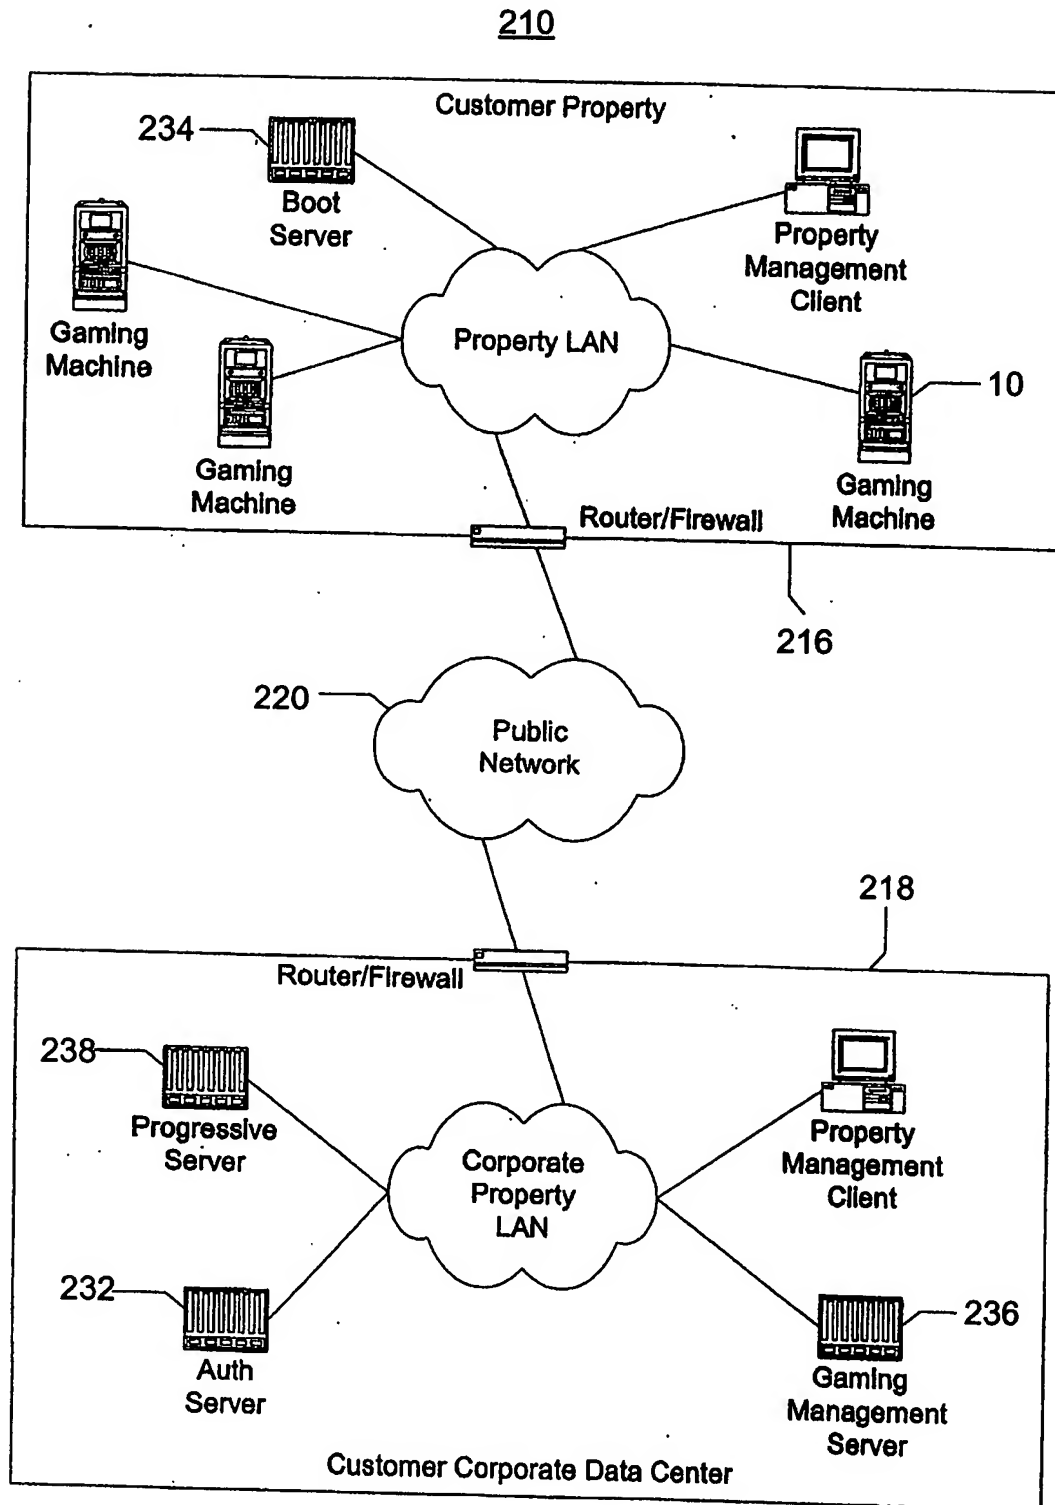 210
Customer Property
234
Boot
Server
Property
Management
Client
Gaming
Machine
Property LAN
10
Gaming
Machine
Gaming
Machine
Router/Firewall
216
220
Public
Network
218
Router/Firewall
238
Progressive
Server
Corporate
Property
LAN
Property
Management
Client
232
Auth
Server
236
Gaming
Management
Server
Customer Corporate Data Center